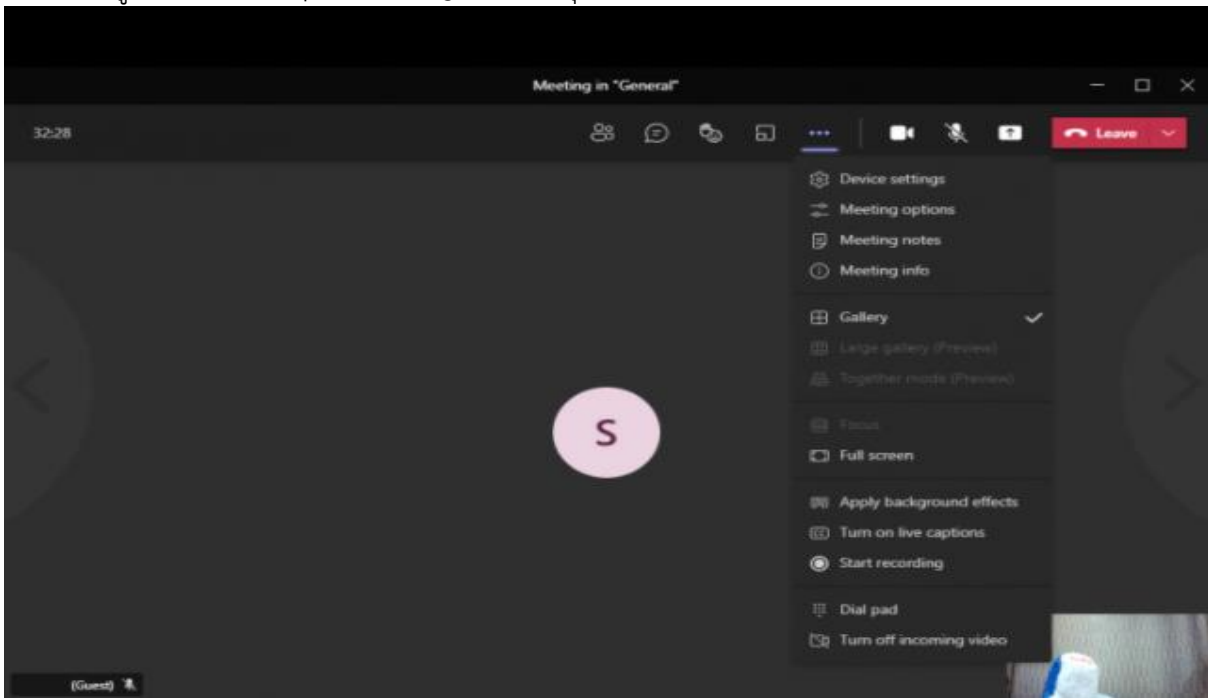 Meeting in "General"
32:28
Leave
Device settings
Meeting options
Meeting notes
Meeting info
Gallery
Large gallery (Preview)
Together mode (Preview)
Focus
Full screen
S
Apply background effects
Turn on live captions
Start recording
Dial pad
Turn off incoming video
(Guest)